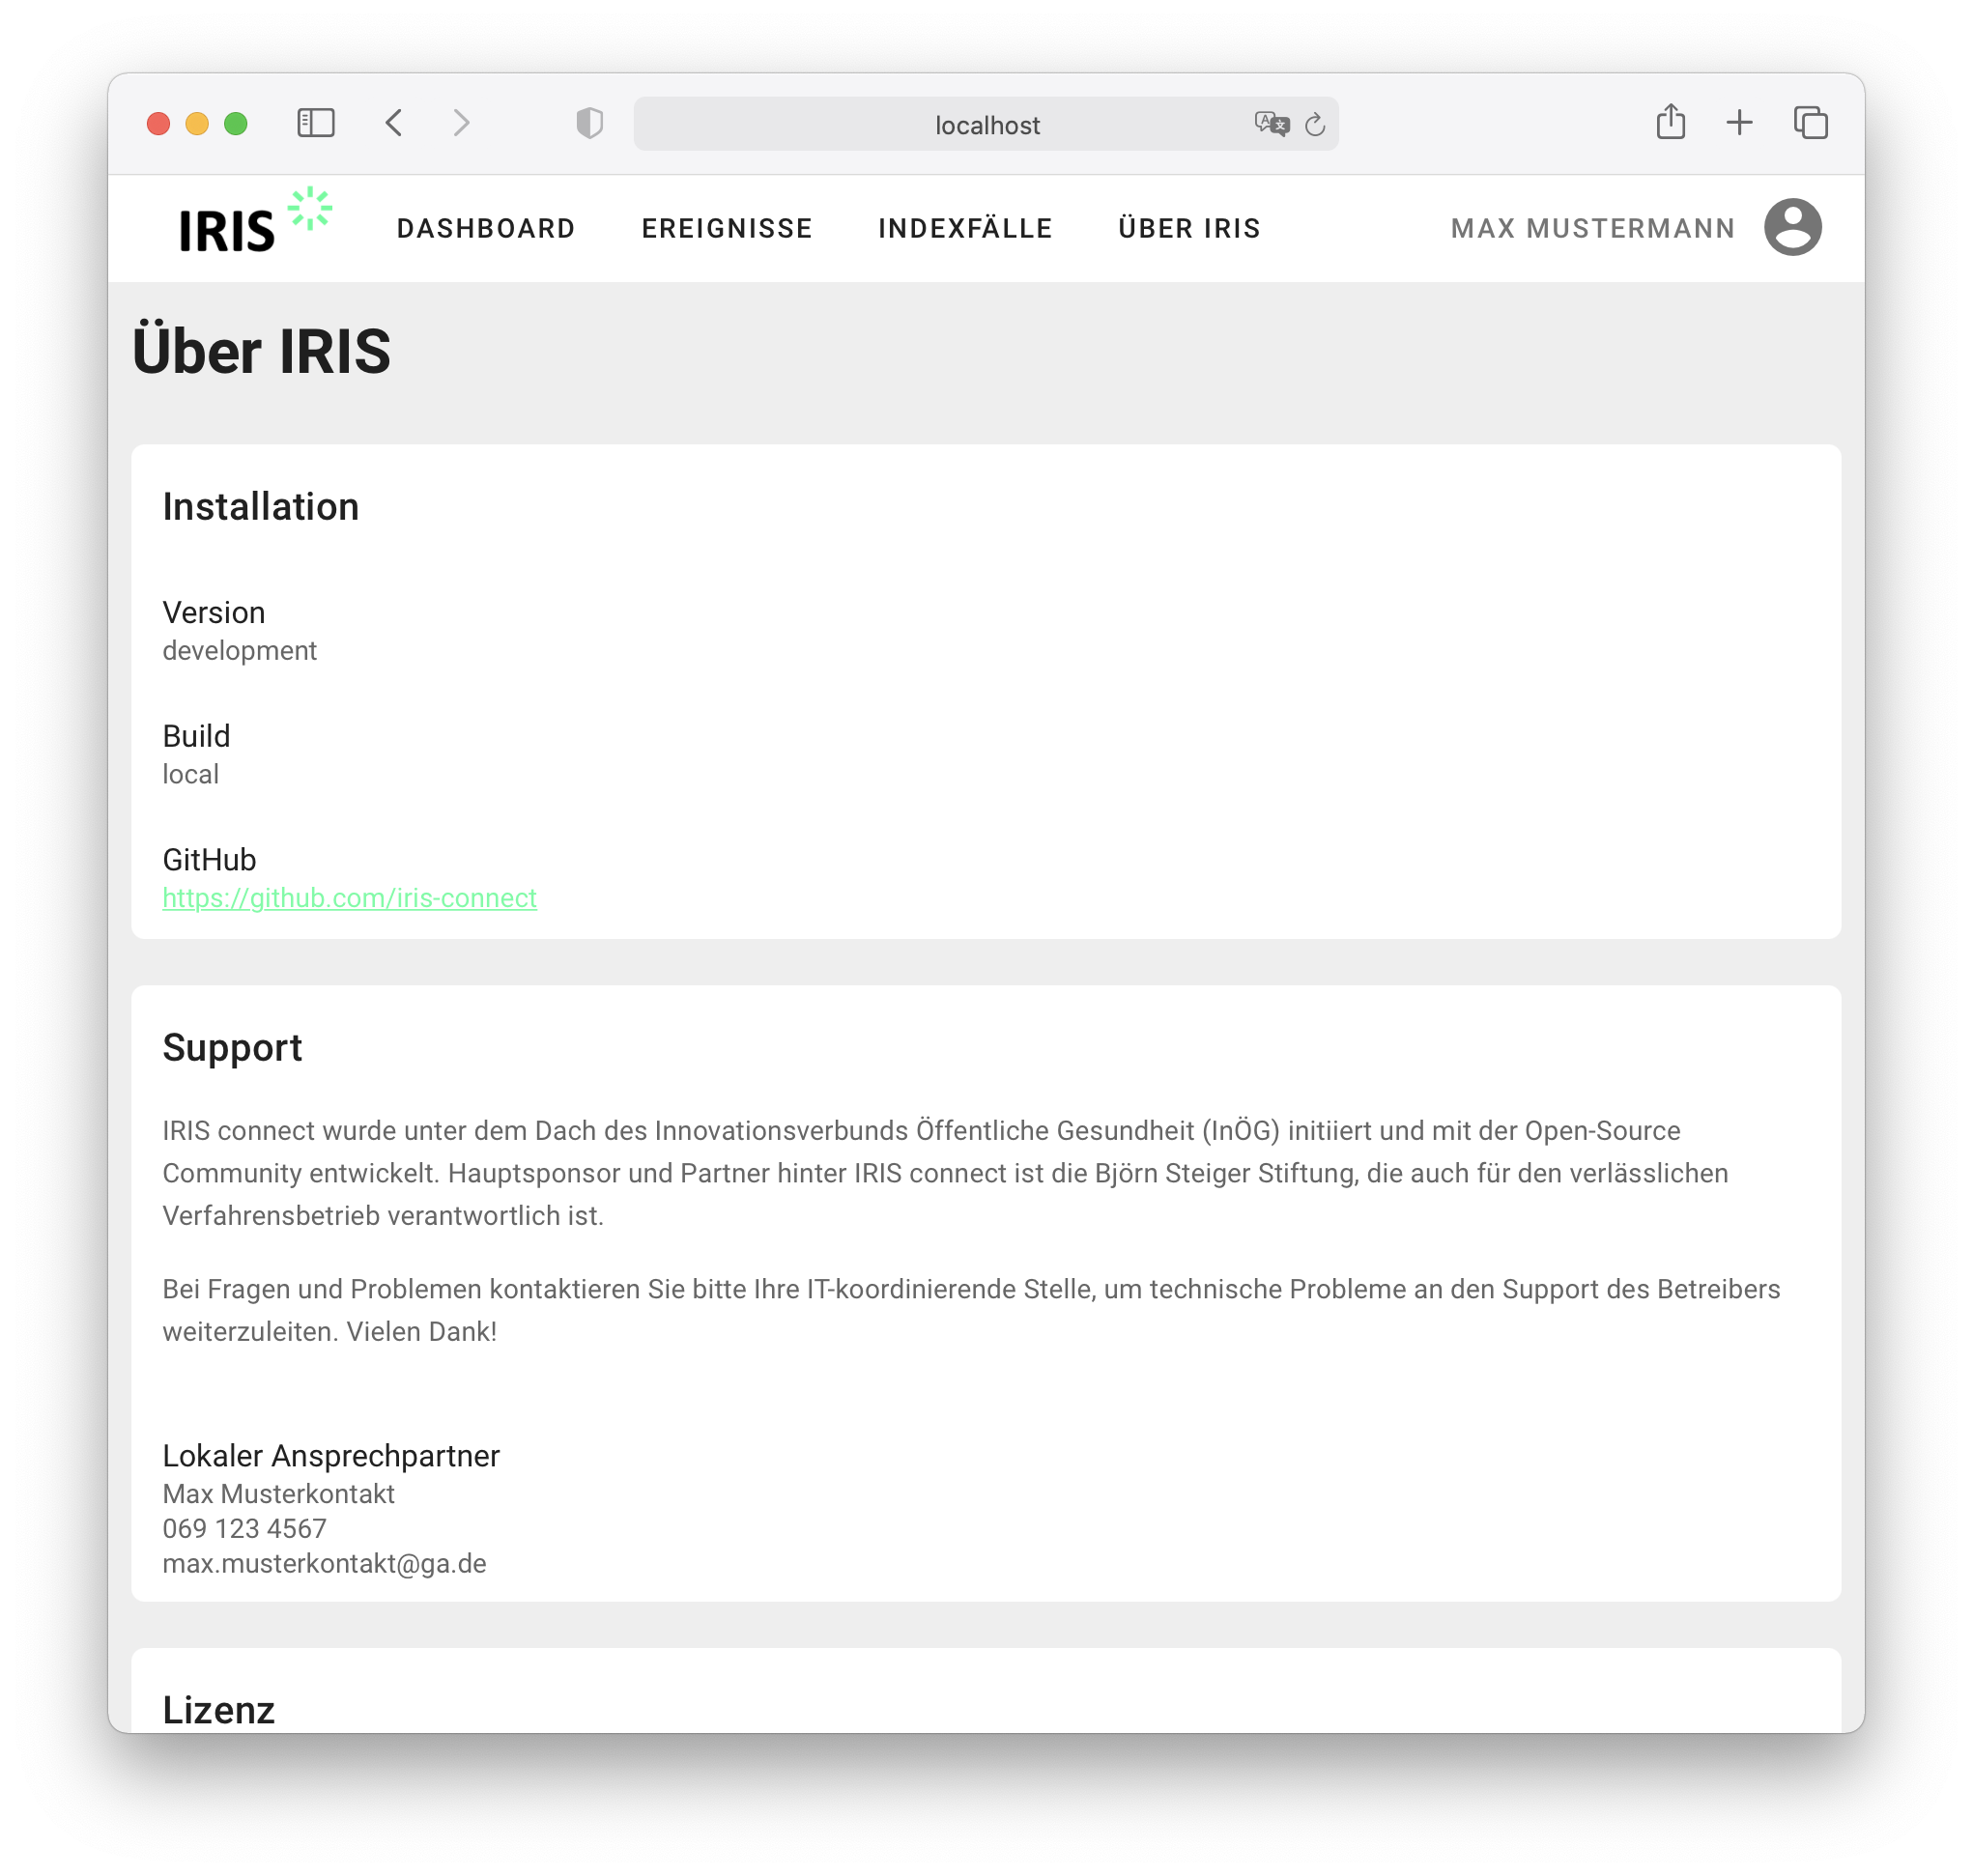 localhost
IRIS
DASHBOARD
EREIGNISSE
INDEXFÄLLE
ÜBER IRIS
MAX MUSTERMANN
Über IRIS
Installation
Version
development
Build
local
GitHub
https://github.com/iris-connect
Support
IRIS connect wurde unter dem Dach des Innovationsverbunds Öffentliche Gesundheit (InÖG) initiiert und mit der Open-Source
Community entwickelt. Hauptsponsor und Partner hinter IRIS connect ist die Björn Steiger Stiftung, die auch für den verlässlichen
Verfahrensbetrieb verantwortlich ist.
Bei Fragen und Problemen kontaktieren Sie bitte Ihre IT-koordinierende Stelle, um technische Probleme an den Support des Betreibers
weiterzuleiten. Vielen Dank!
Lokaler Ansprechpartner
Max Musterkontakt
069 123 4567
max.musterkontakt@ga.de
Lizenz